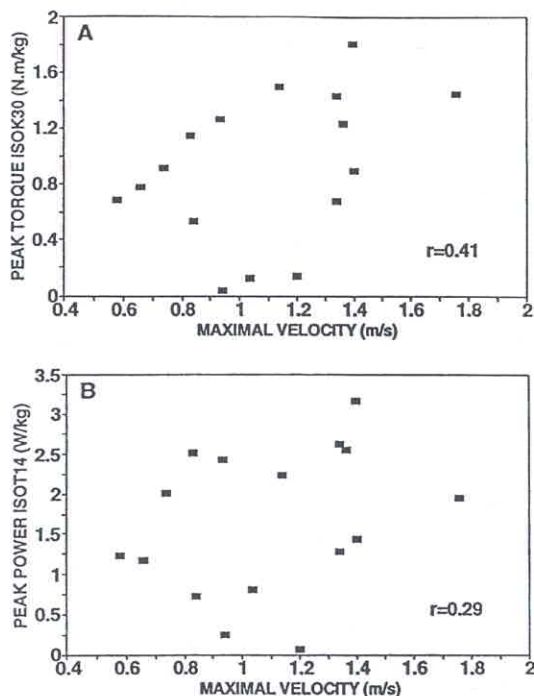 A
PEAK TORQUE ISOK30 (N.m/kg)
2
1.6
1.2
0.8
0.4
0
r=0.41
0.4 0.6 0.8 1 1.2 1.4 1.6 1.8 2
MAXIMAL VELOCITY (m/s)
B
PEAK POWER ISOT14 (W/kg)
3.5
3
2.5
2
1.5
1
0.5
0
r=0.29
0.4 0.6 0.8 1 1.2 1.4 1.6 1.8 2
MAXIMAL VELOCITY (m/s)